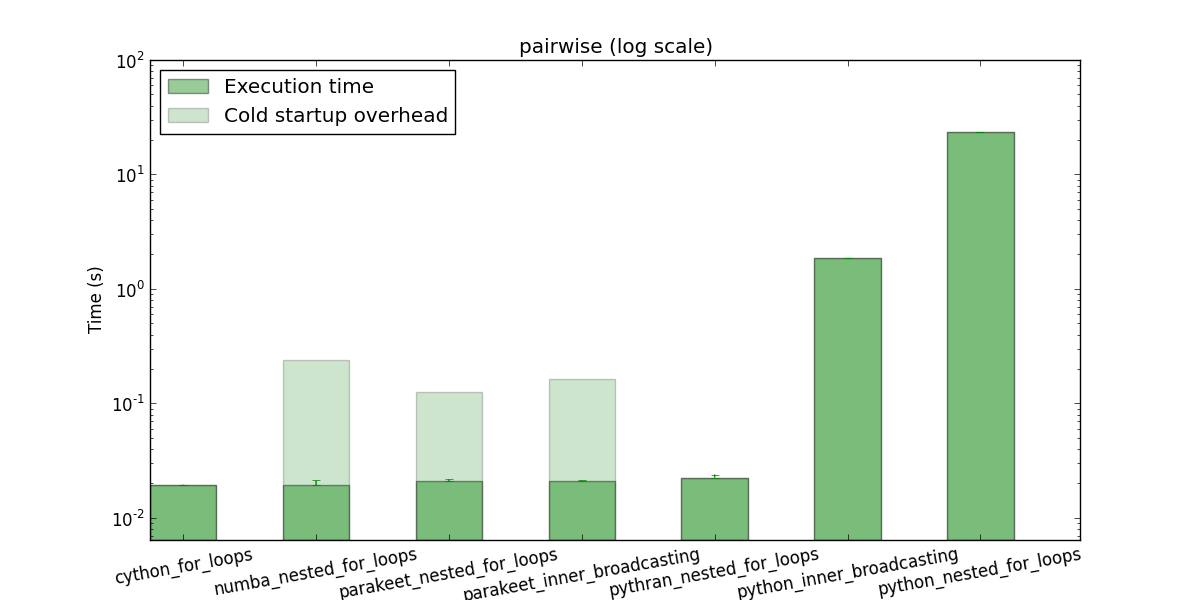 pairwise (log scale)
Execution time
Cold startup overhead
Time (s)
10^2
10^1
10^0
10^-1
10^-2
cython_for_loops
numba_nested_for_loops
parakeet_nested_for_loops
parakeet_inner_broadcasting
pythran_nested_for_loops
python_inner_broadcasting
python_nested_for_loops